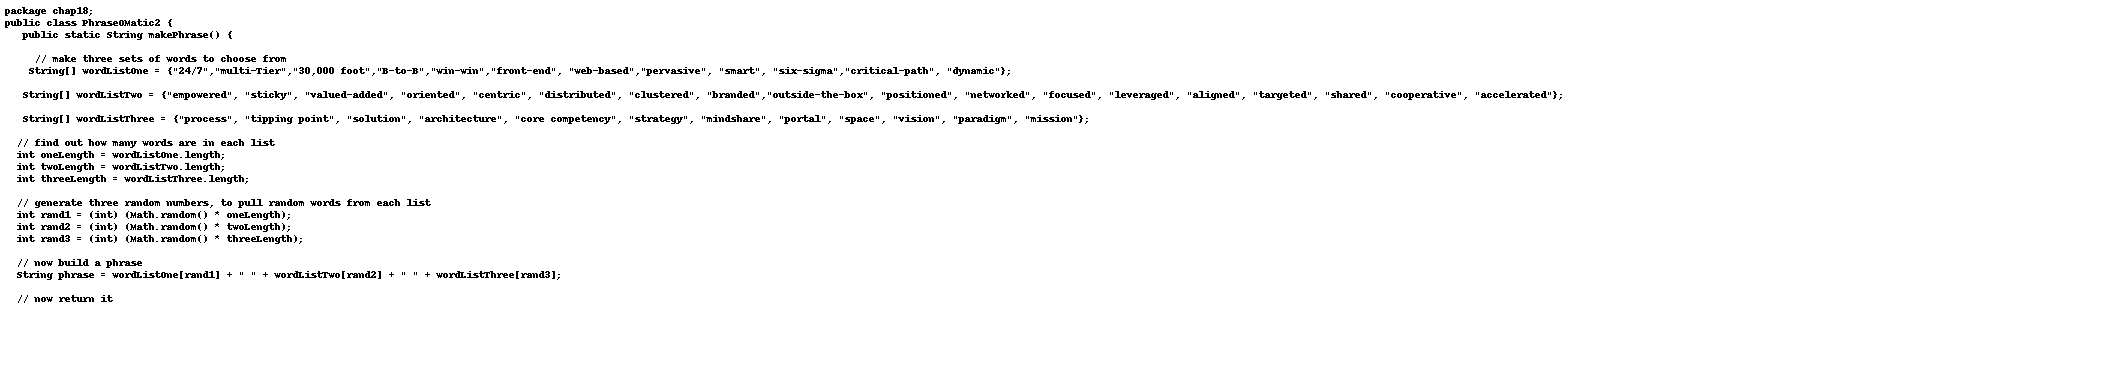 package chap18;
public class PhraseOMatic2 {
public static String makePhrase() {
// make three sets of words to choose from
String[] wordListOne = {"24/7","multi-Tier","30,000 foot","B-to-B","win-win","front-end", "web-based","pervasive", "smart", "six-sigma","critical-path", "dynamic"};
String[] wordListTwo = {"empowered", "sticky", "valued-added", "oriented", "centric", "distributed", "clustered", "branded","outside-the-box", "positioned", "networked", "focused", "leveraged", "aligned", "targeted", "shared", "cooperative", "accelerated"};
String[] wordListThree = {"process", "tipping point", "solution", "architecture", "core competency", "strategy", "mindshare", "portal", "space", "vision", "paradigm", "mission"};
// find out how many words are in each list
int oneLength = wordListOne.length;
int twoLength = wordListTwo.length;
int threeLength = wordListThree.length;
// generate three random numbers, to pull random words from each list
int rand1 = (int) (Math.random() * oneLength);
int rand2 = (int) (Math.random() * twoLength);
int rand3 = (int) (Math.random() * threeLength);
// now build a phrase
String phrase = wordListOne[rand1] + " " + wordListTwo[rand2] + " " + wordListThree[rand3];
// now return it